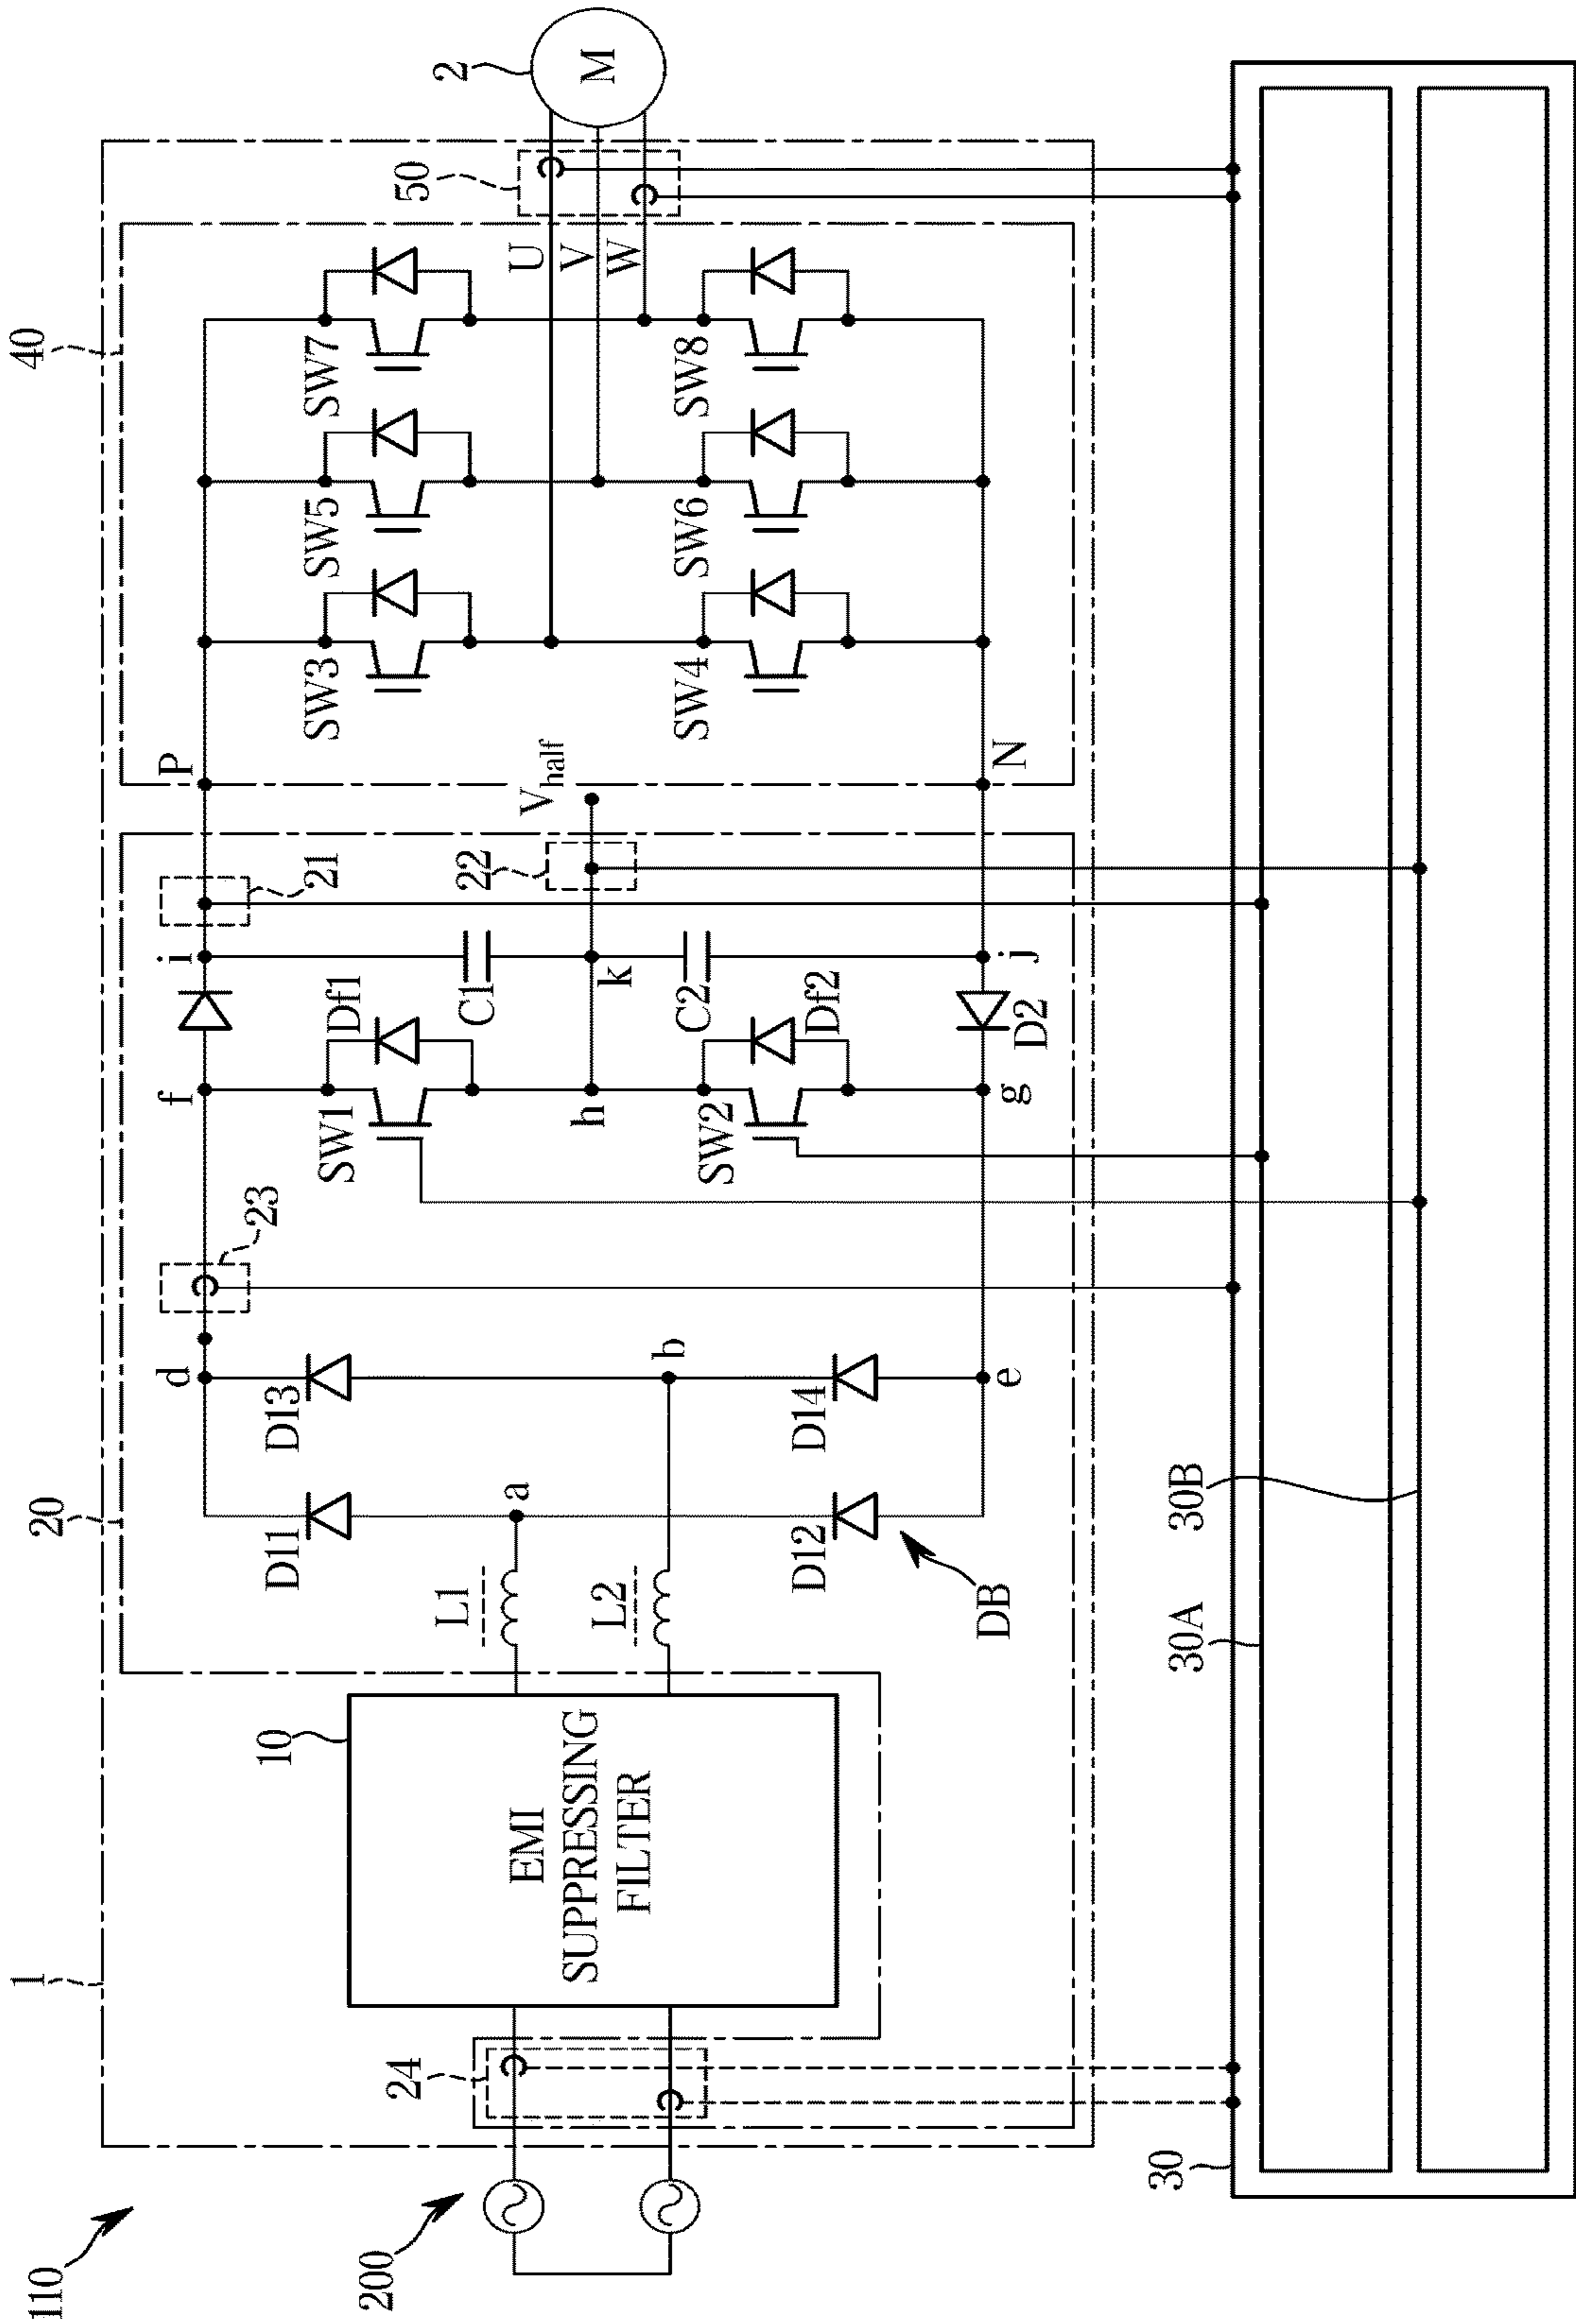 110
1
20
40
200
24
10
EMI
SUPPRESSING
FILTER
L1
L2
a
b
D11
D13
D12
D14
DB
d
e
23
f
g
h
SW1
Df1
SW2
Df2
C1
C2
D2
i
j
k
21
22
Vhalf
P
N
SW3
SW5
SW7
SW4
SW6
SW8
U
V
W
50
2
M
30
30A
30B